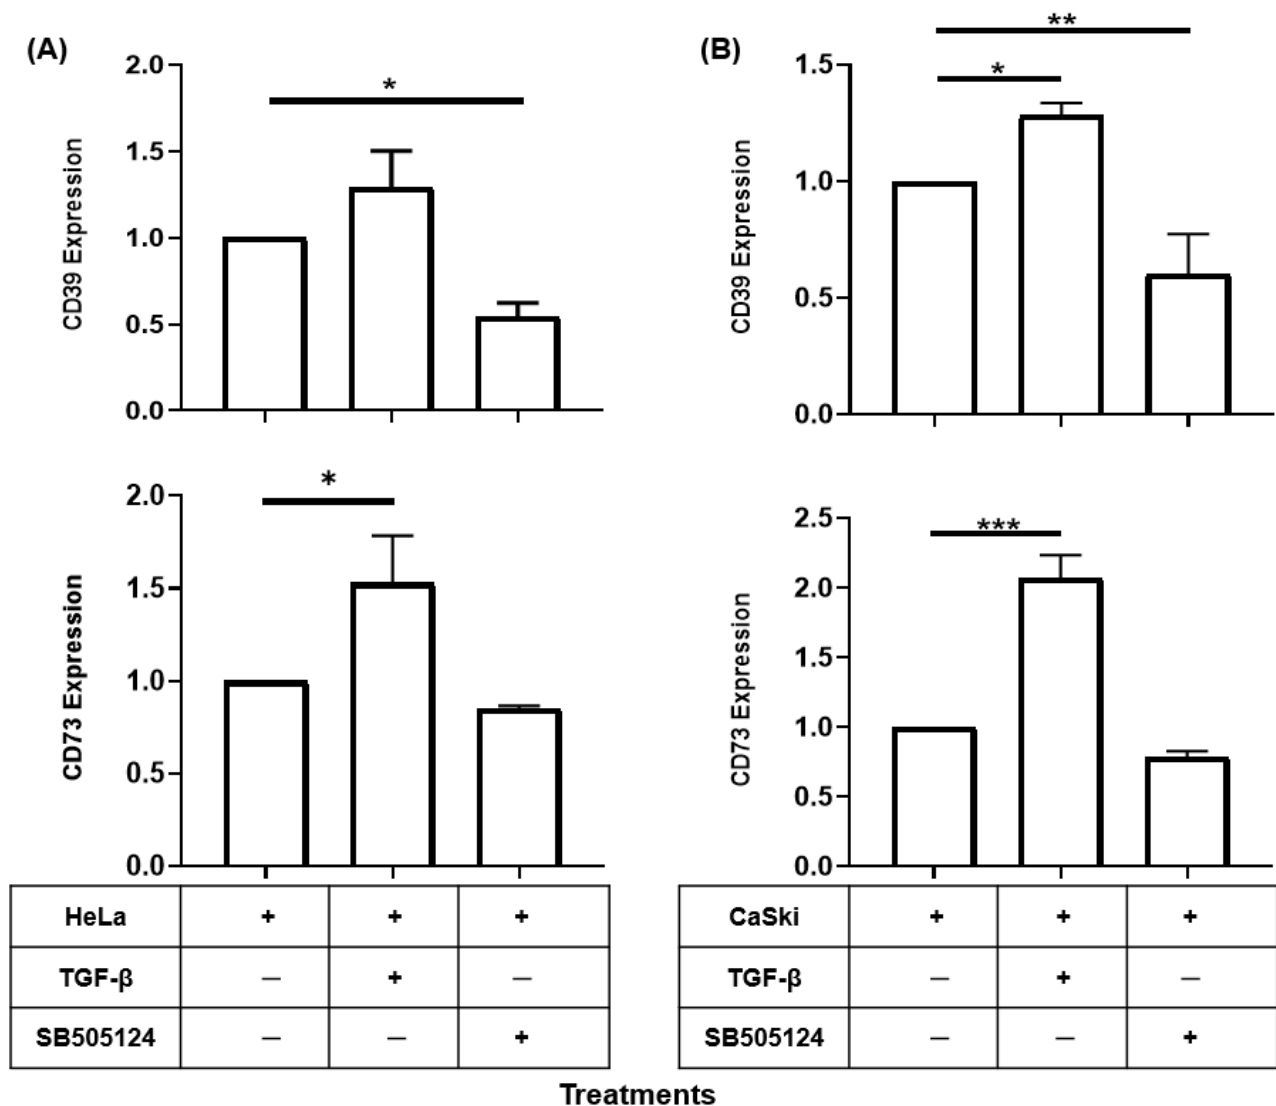 (A)
CD39 Expression
2.0
1.5
1.0
0.5
0.0
*
CD73 Expression
2.0
1.5
1.0
0.5
0.0
*
HeLa + + +
TGF-β − + −
SB505124 − − +
(B)
CD39 Expression
1.5
1.0
0.5
0.0
**
*
CD73 Expression
2.5
2.0
1.5
1.0
0.5
0.0
***
CaSki + + +
TGF-β − + −
SB505124 − − +
Treatments